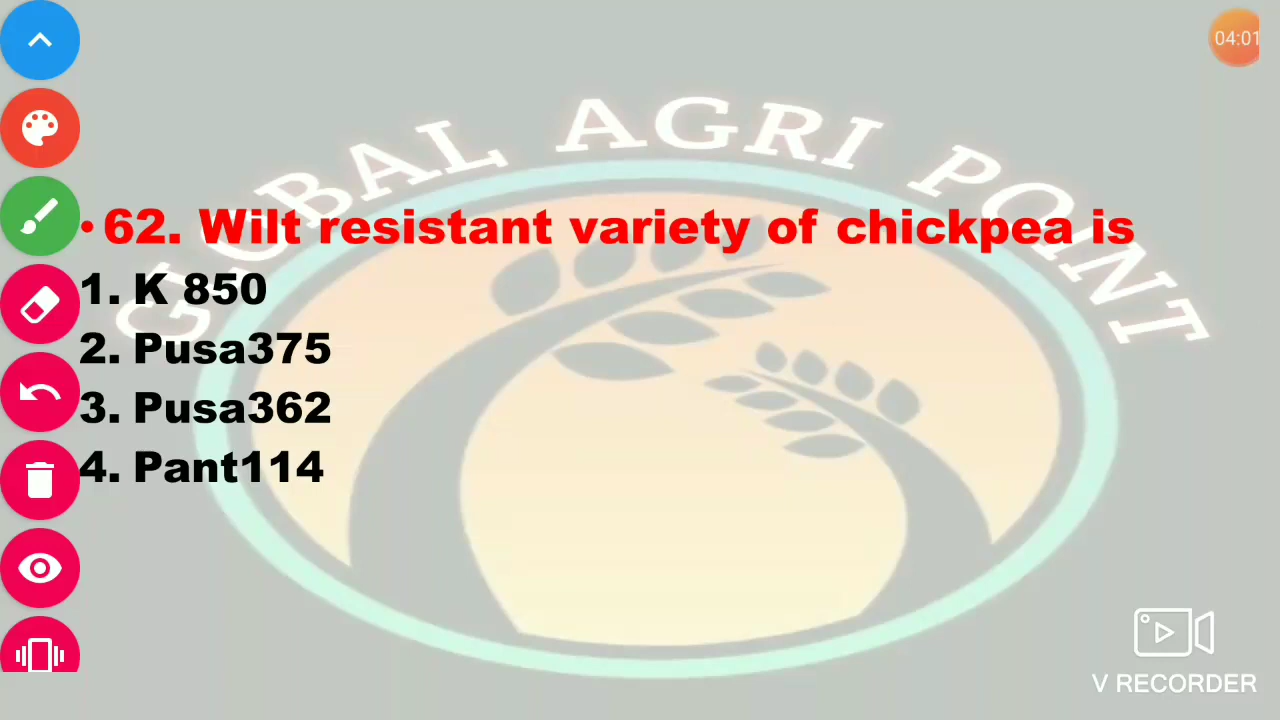 04:01
GLOBAL AGRI POINT
• 62. Wilt resistant variety of chickpea is
1. K 850
2. Pusa375
3. Pusa362
4. Pant114
V RECORDER